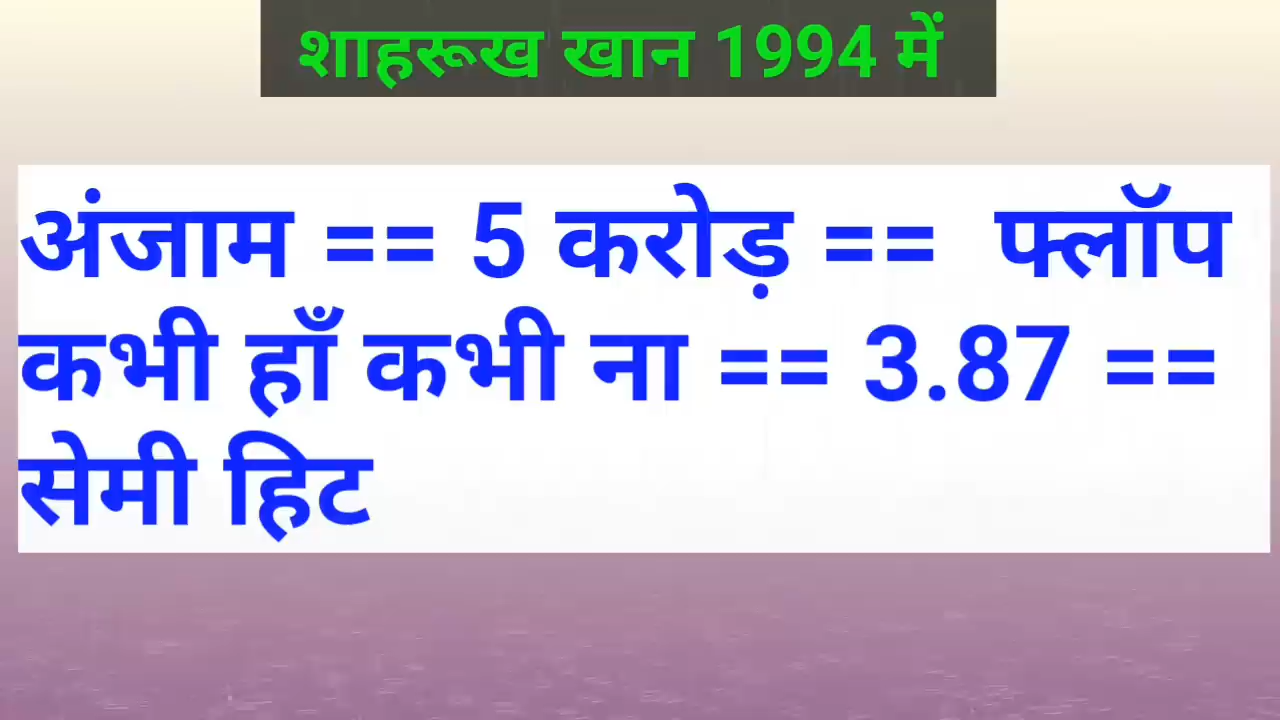 शाहरूख खान 1994 में
अंजाम == 5 करोड़ == फ्लॉप
कभी हाँ कभी ना == 3.87 ==
सेमी हिट